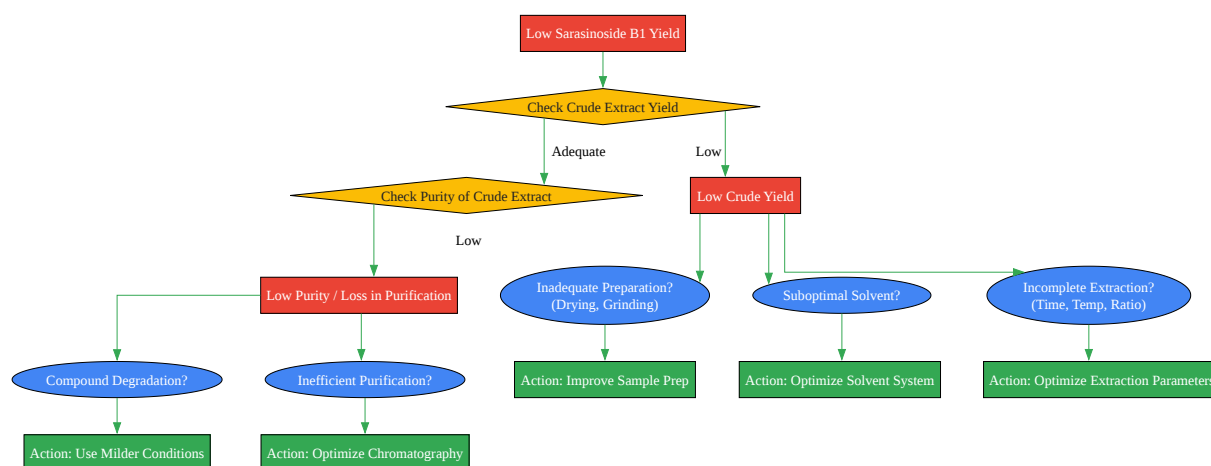 Low Sarasinoside B1 Yield
Check Crude Extract Yield
Adequate
Low
Check Purity of Crude Extract
Low Crude Yield
Low
Low Purity / Loss in Purification
Inadequate Preparation?
(Drying, Grinding)
Suboptimal Solvent?
Incomplete Extraction?
(Time, Temp, Ratio)
Compound Degradation?
Inefficient Purification?
Action: Improve Sample Prep
Action: Optimize Solvent System
Action: Optimize Extraction Parameters
Action: Use Milder Conditions
Action: Optimize Chromatography